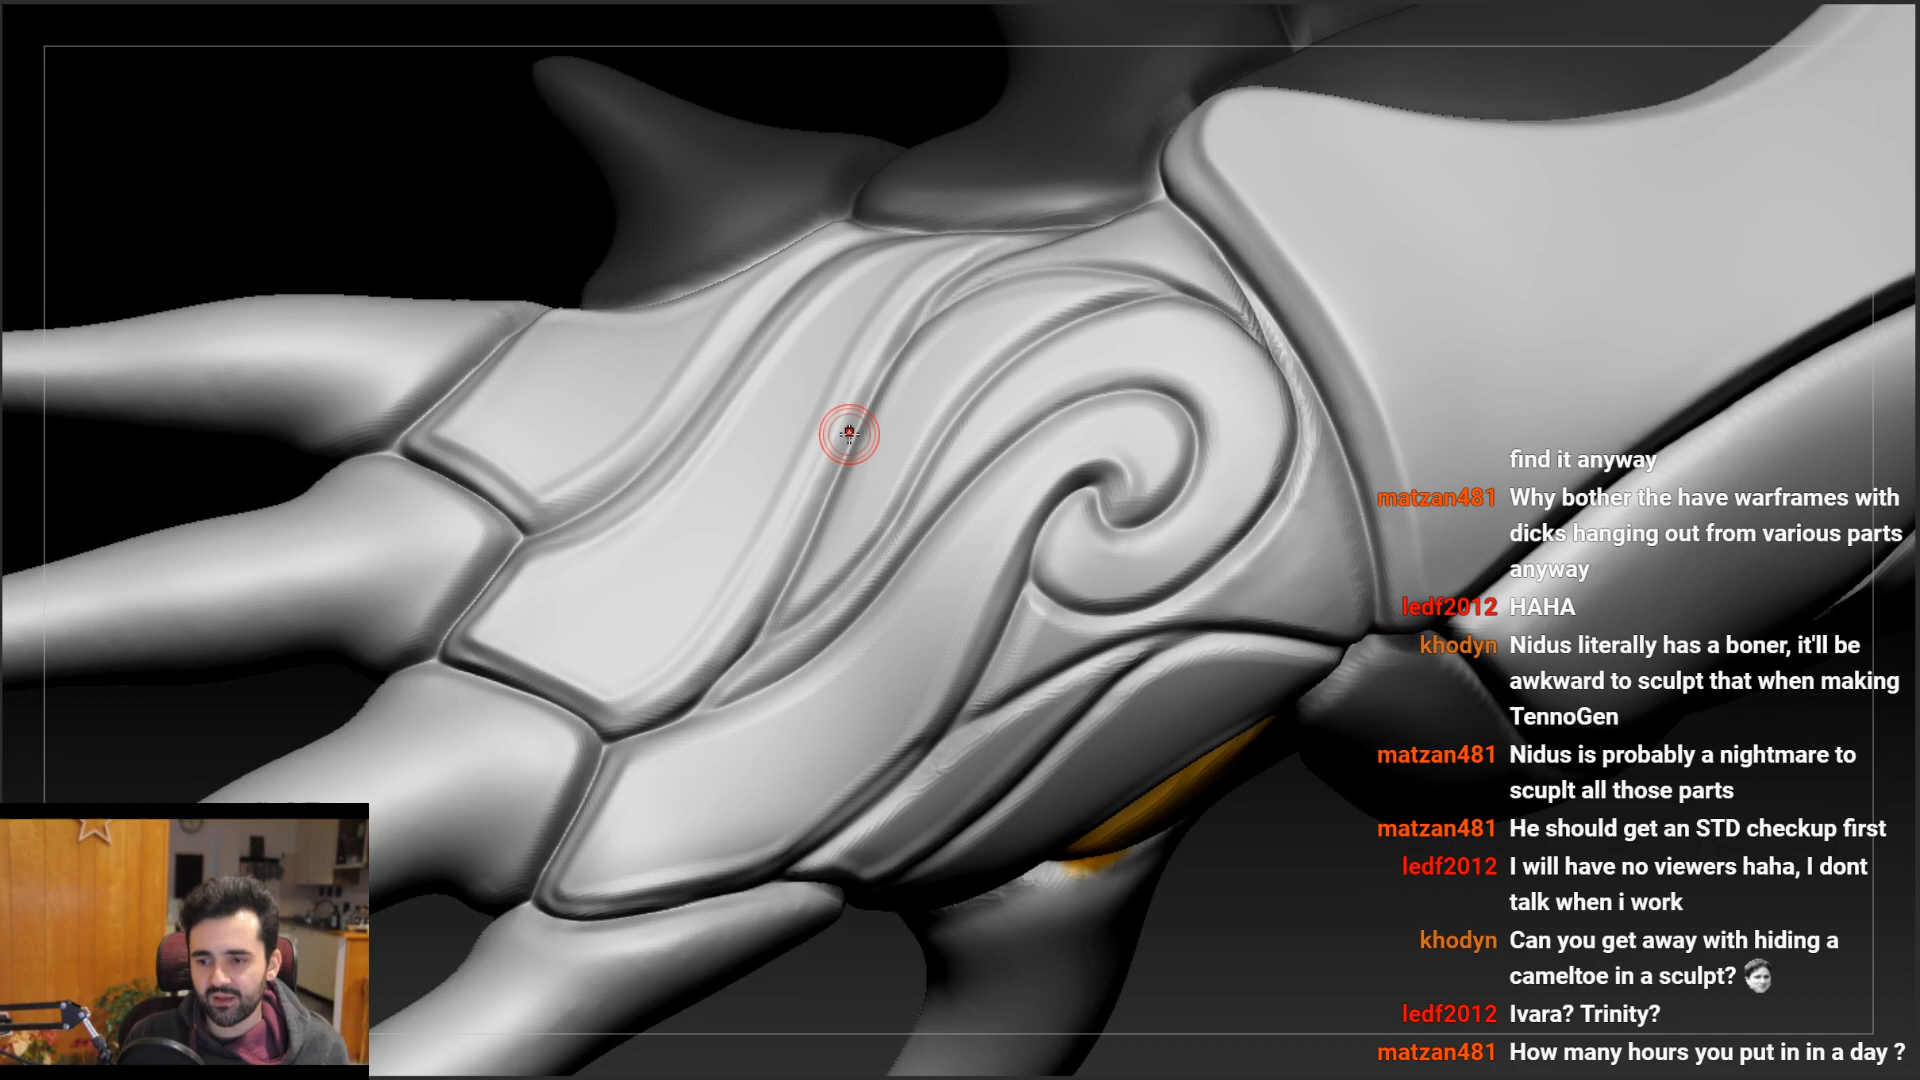 find it anyway
matzan481 Why bother the have warframes with
dicks hanging out from various parts
anyway
ledf2012 HAHA
khodyn Nidus literally has a boner, it'll be
awkward to sculpt that when making
TennoGen
matzan481 Nidus is probably a nightmare to
scuplt all those parts
matzan481 He should get an STD checkup first
ledf2012 I will have no viewers haha, I dont
talk when i work
khodyn Can you get away with hiding a
cameltoe in a sculpt?
ledf2012 Ivara? Trinity?
matzan481 How many hours you put in in a day ?